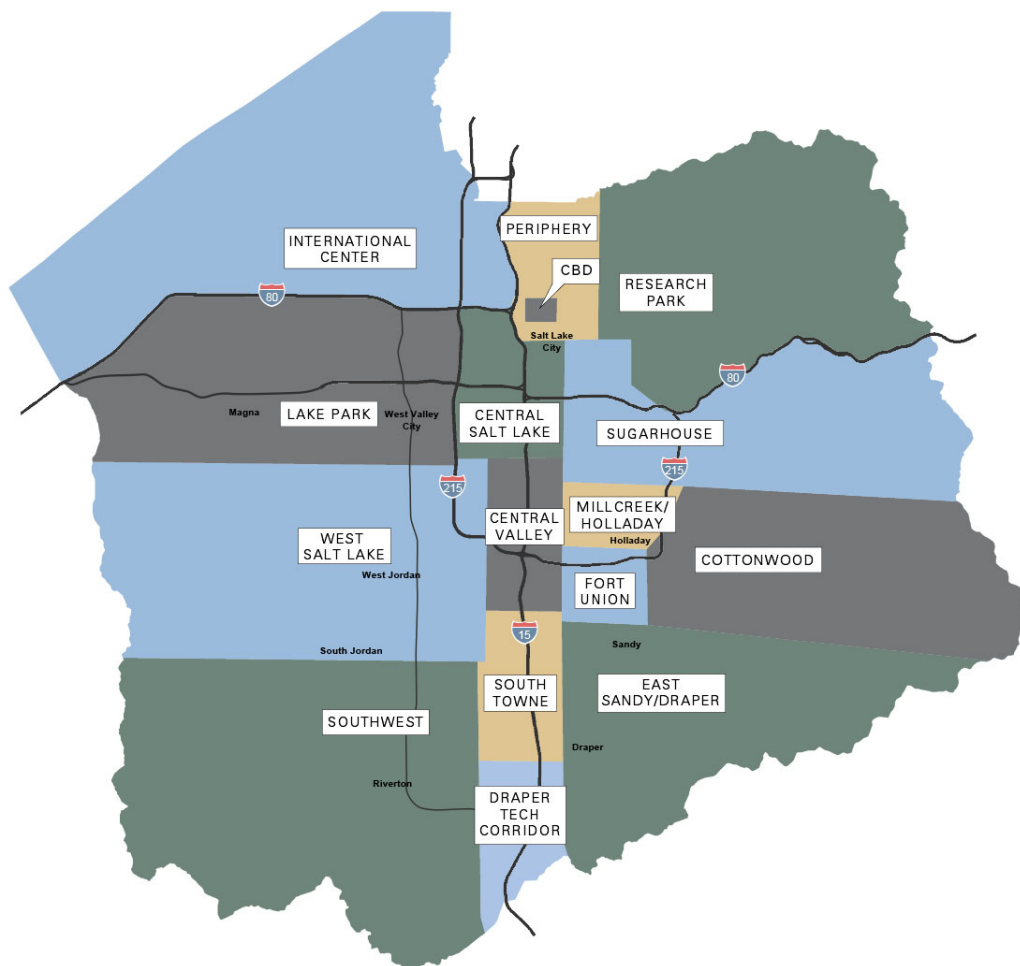 PERIPHERY
INTERNATIONAL
CENTER
CBD
RESEARCH
PARK
80
Salt Lake
City
80
Magna
LAKE PARK
West Valley
City
CENTRAL
SALT LAKE
SUGARHOUSE
215
215
MILLCREEK/
HOLLADAY
Holladay
CENTRAL
VALLEY
WEST
SALT LAKE
West Jordan
COTTONWOOD
FORT
UNION
15
Sandy
South Jordan
SOUTH
TOWNE
EAST
SANDY/DRAPER
SOUTHWEST
Draper
Riverton
DRAPER
TECH
CORRIDOR